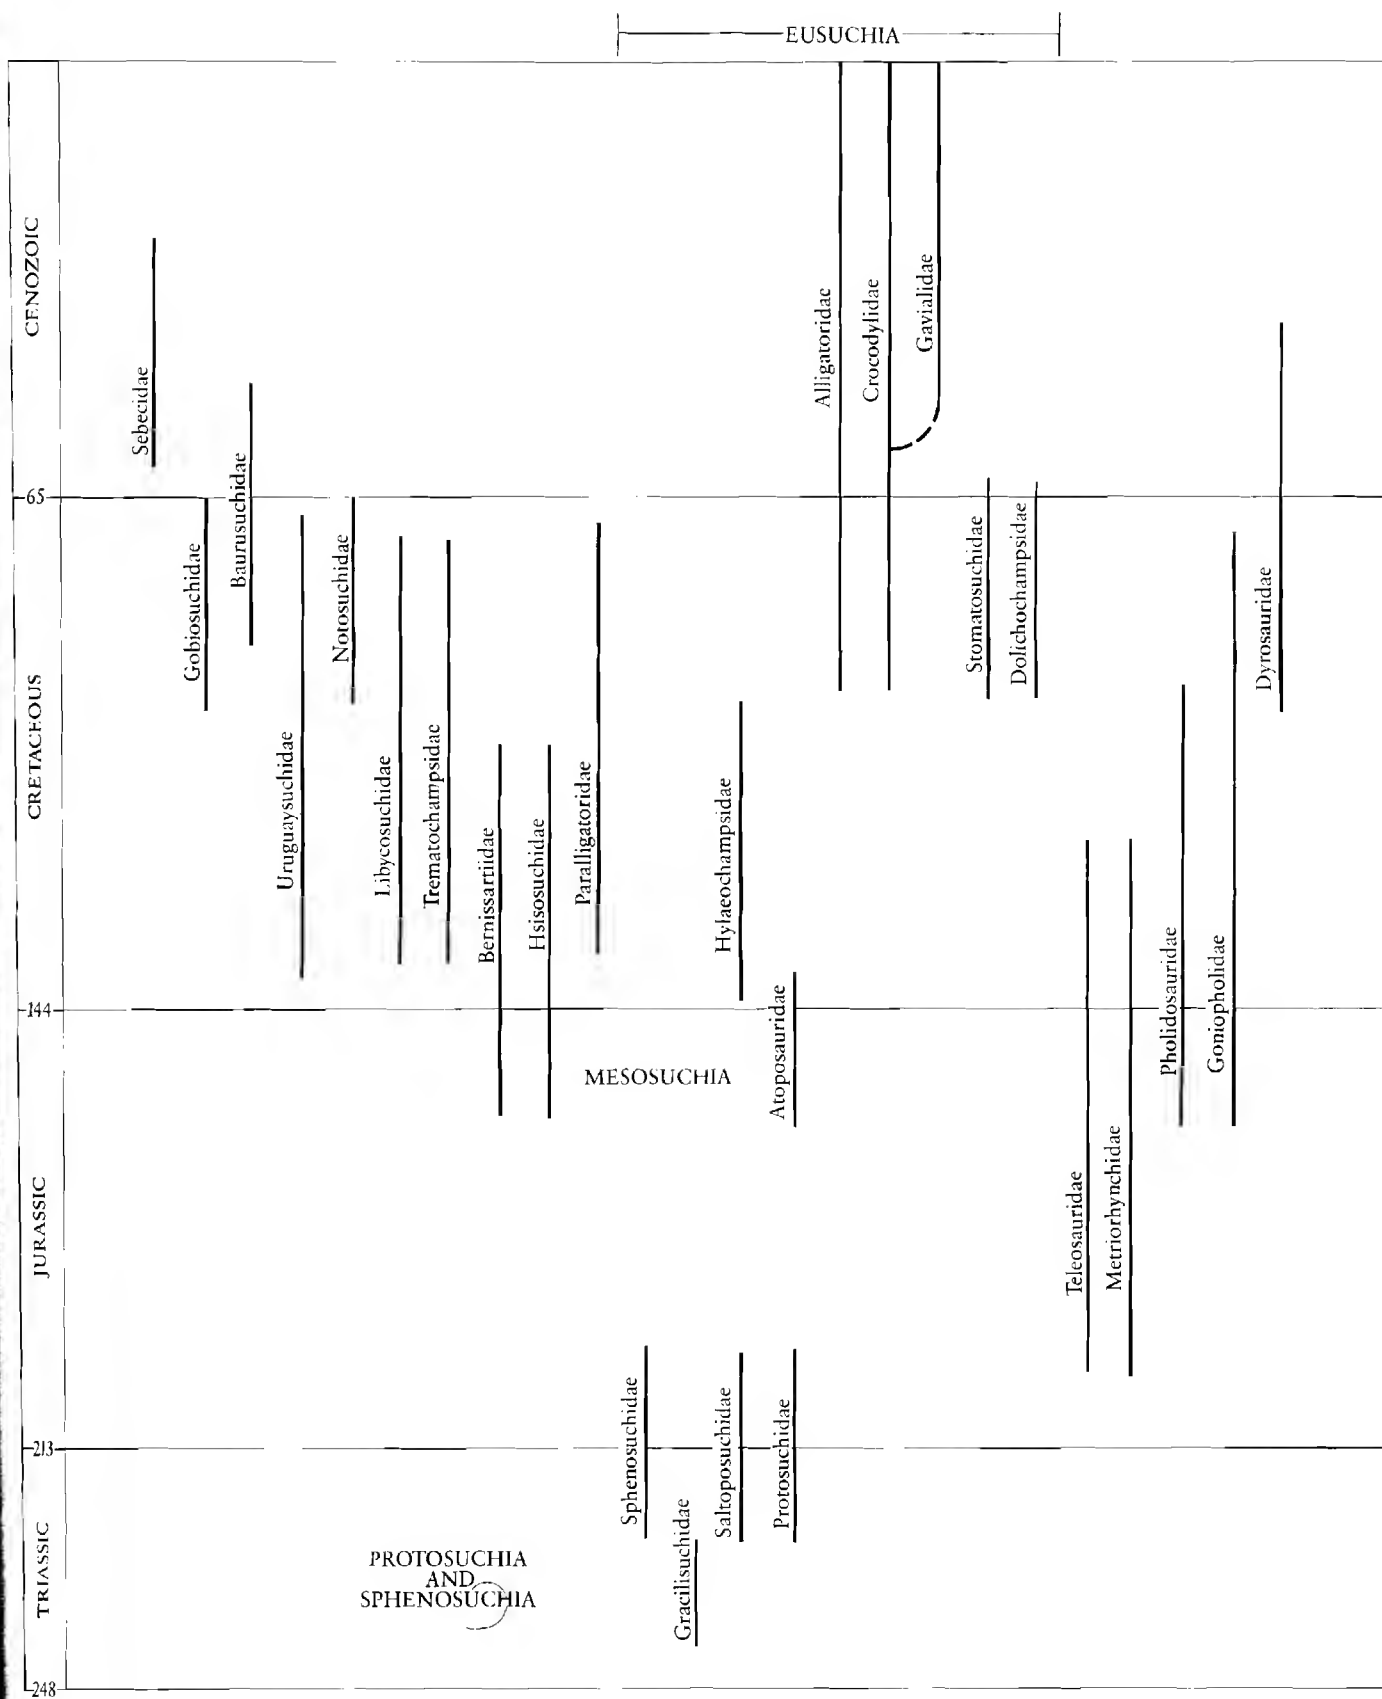 EUSUCHIA
CENOZOIC
Sebecidae
Alligatoridae
Crocodylidae
Gavialidae
65
Gobiosuchidae
Baurusuchidae
Notosuchidae
Stomatosuchidae
Dolichochampsidae
Dyrosauridae
CRETACEOUS
Uruguaysuchidae
Libycosuchidae
Trematochampsidae
Bernissartiidae
Hsisosuchidae
Paralligatoridae
Hylaeochampsidae
144
MESOSUCHIA
Atoposauridae
Pholidosauridae
Goniopholidae
JURASSIC
Teleosauridae
Metriorhynchidae
213
Sphenosuchidae
Gracilisuchidae
Saltoposuchidae
Protosuchidae
TRIASSIC
PROTOSUCHIA
AND
SPHENOSUCHIA
248